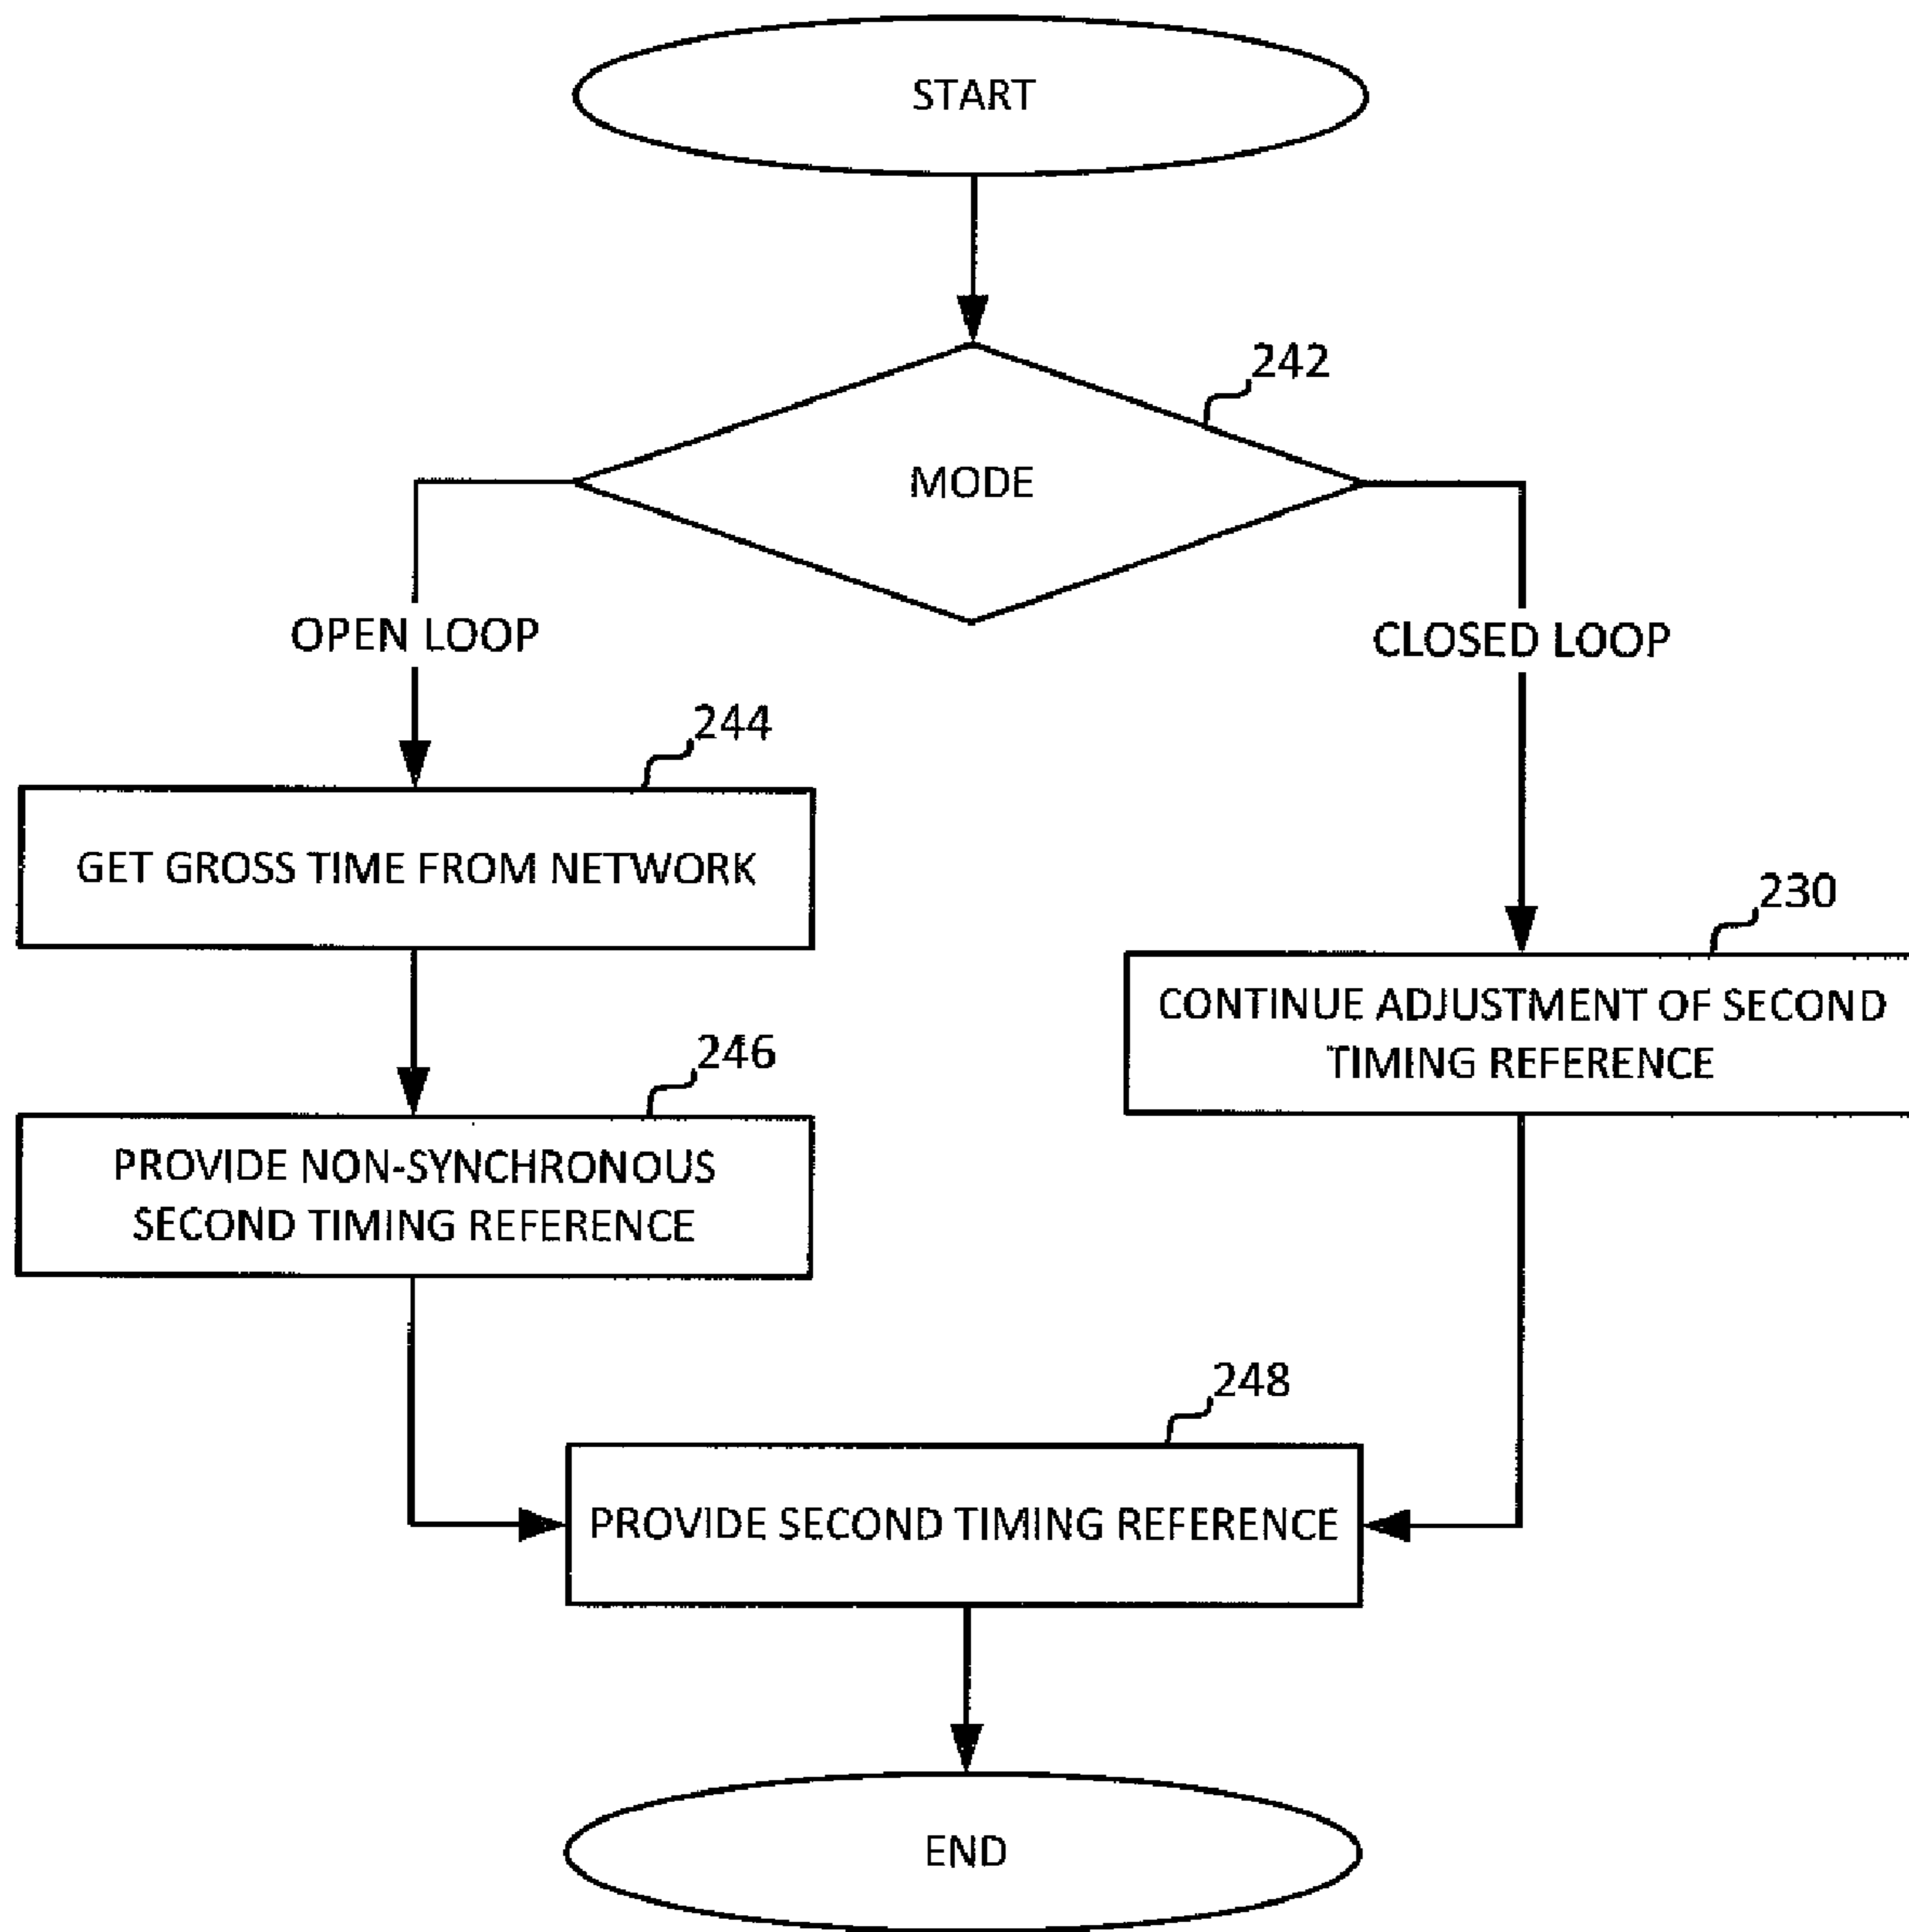 START
242
MODE
OPEN LOOP
CLOSED LOOP
244
GET GROSS TIME FROM NETWORK
230
CONTINUE ADJUSTMENT OF SECOND
TIMING REFERENCE
246
PROVIDE NON-SYNCHRONOUS
SECOND TIMING REFERENCE
248
PROVIDE SECOND TIMING REFERENCE
END